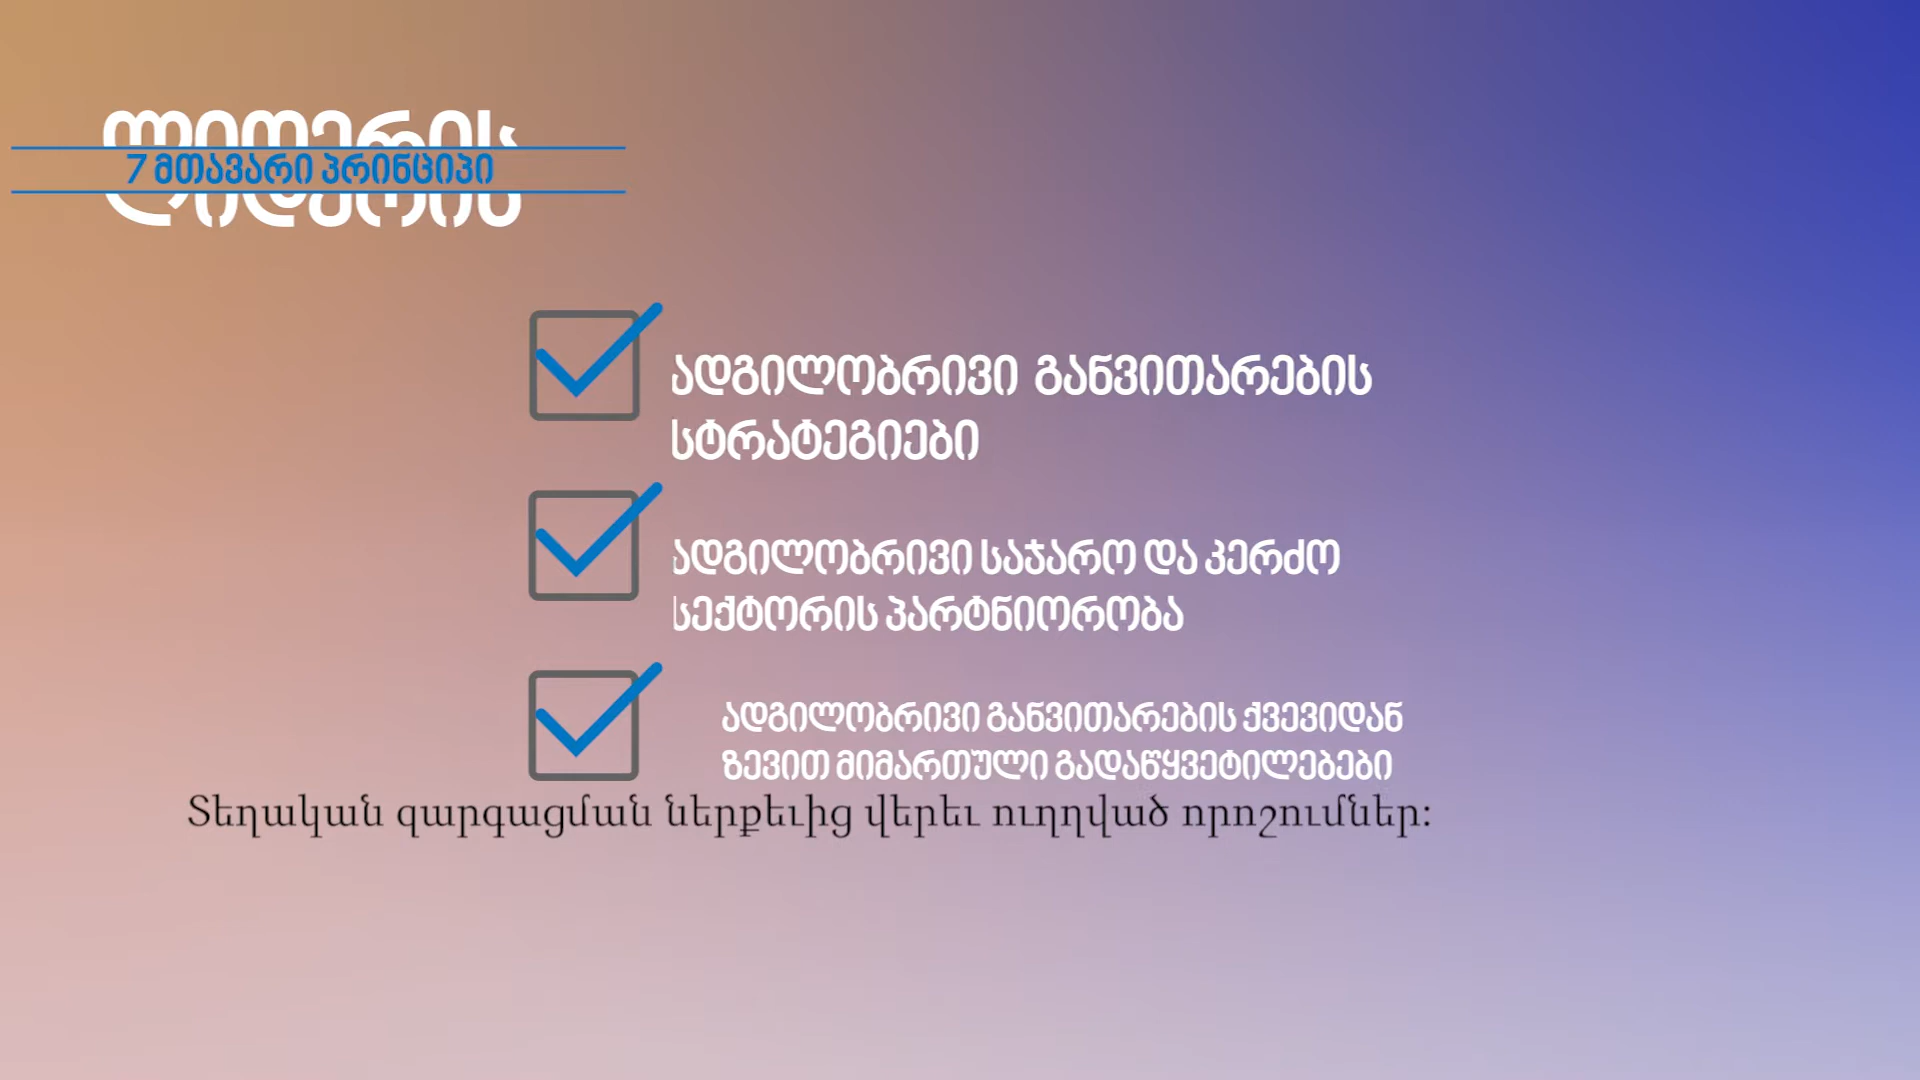 ლიდერის
7 მთავარი პრინციპი
ადგილობრივი განვითარების
სტრატეგიები
ადგილობრივი საჯარო და კერძო
სექტორის პარტნიორობა
ადგილობრივი განვითარების ქვევიდან
ზევით მიმართული გადაწყვეტილებები
Տեղական զարգացման ներքեւից վերեւ ուղղված որոշումներ: